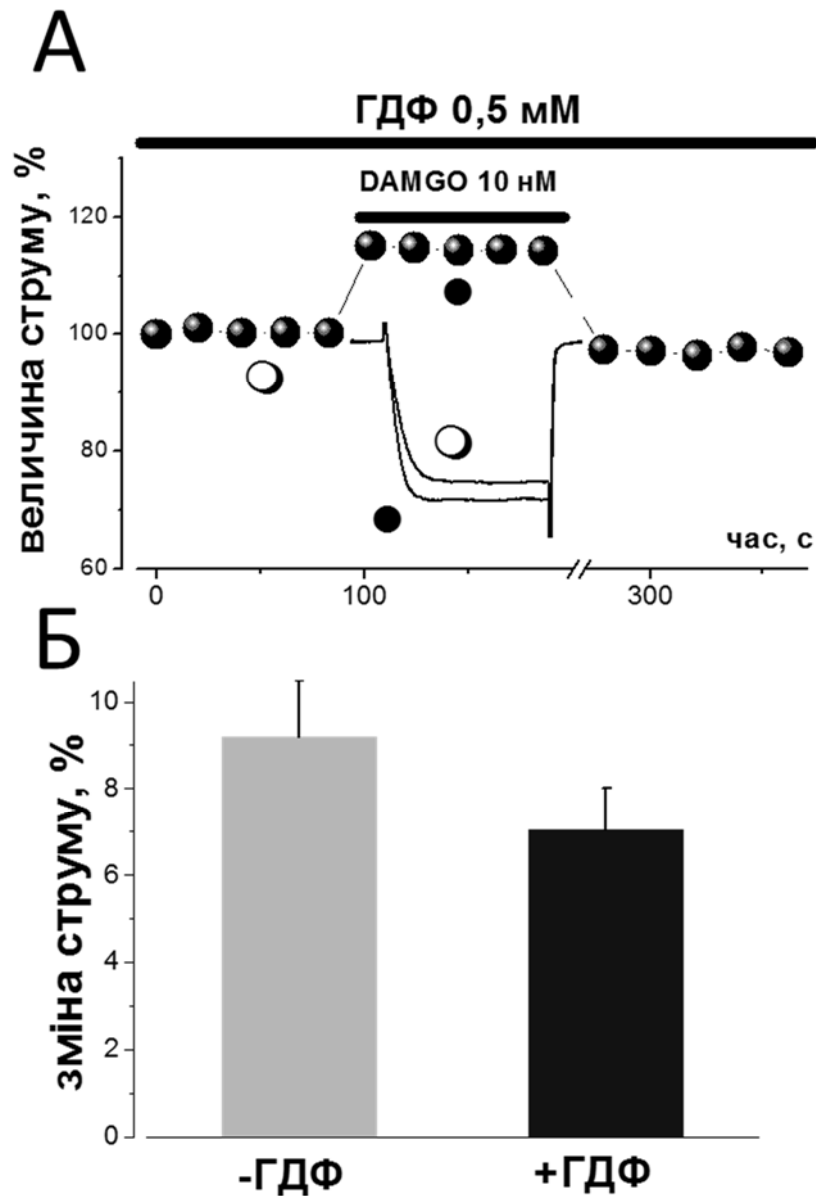 А
ГДФ 0,5 мМ
DAMGO 10 нМ
величина струму, %
120
100
80
60
час, с
0
100
300
Б
зміна струму, %
10
8
6
4
2
0
-ГДФ
+ГДФ